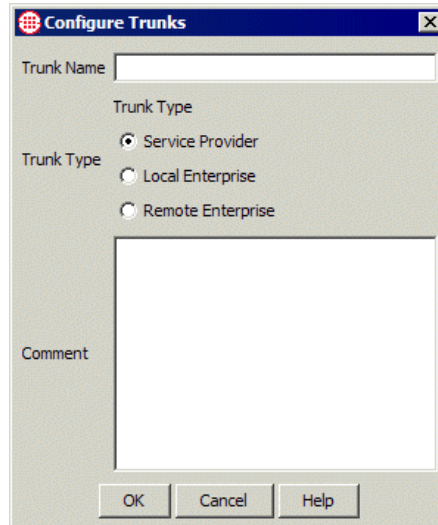 Configure Trunks
Trunk Name
Trunk Type
Trunk Type
Service Provider
Local Enterprise
Remote Enterprise
Comment
OK Cancel Help